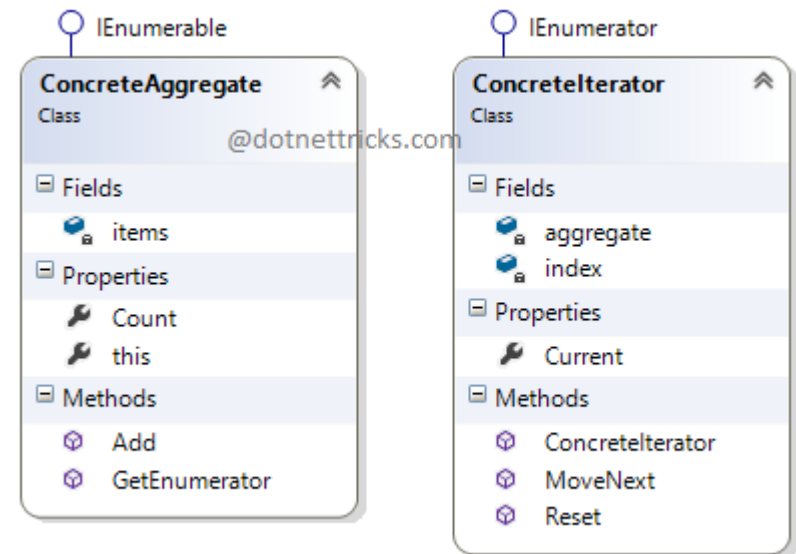 IEnumerable
ConcreteAggregate
Class
Fields
items
Properties
Count
this
Methods
Add
GetEnumerator
IEnumerator
ConcreteIterator
Class
Fields
aggregate
index
Properties
Current
Methods
ConcreteIterator
MoveNext
Reset
@dotnettricks.com